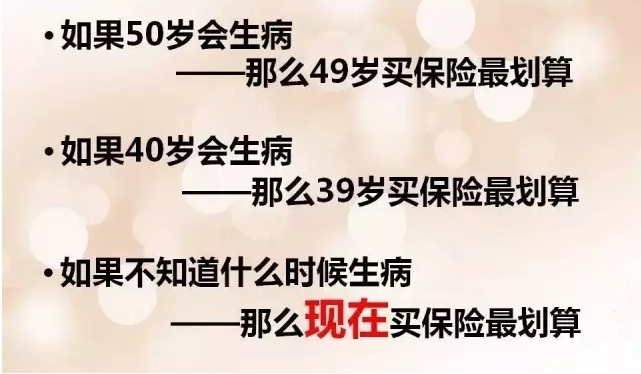 •如果50岁会生病
——那么49岁买保险最划算
•如果40岁会生病
——那么39岁买保险最划算
•如果不知道什么时候生病
——那么现在买保险最划算